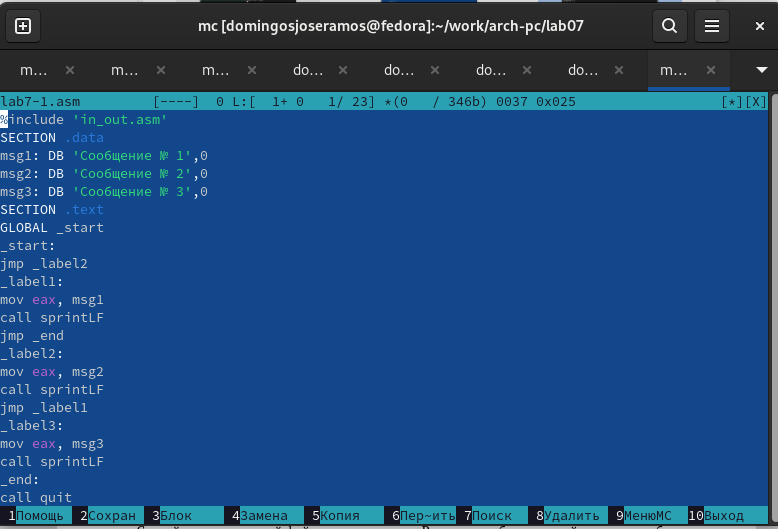 mc [domingosjoseramos@fedora]:~/work/arch-pc/lab07
m... m... m... do... do... do... do... m...
lab7-1.asm [----] 0 L:[ 1+ 0 1/ 23] *(0 / 346b) 0037 0x025 [*][X]
%include 'in_out.asm'
SECTION .data
msg1: DB 'Сообщение № 1',0
msg2: DB 'Сообщение № 2',0
msg3: DB 'Сообщение № 3',0
SECTION .text
GLOBAL _start
_start:
jmp _label2
_label1:
mov eax, msg1
call sprintLF
jmp _end
_label2:
mov eax, msg2
call sprintLF
jmp _label1
_label3:
mov eax, msg3
call sprintLF
_end:
call quit
1Помощь 2Сохран 3Блок 4Замена 5Копия 6Пер~ить 7Поиск 8Удалить 9МенюMC 10Выход